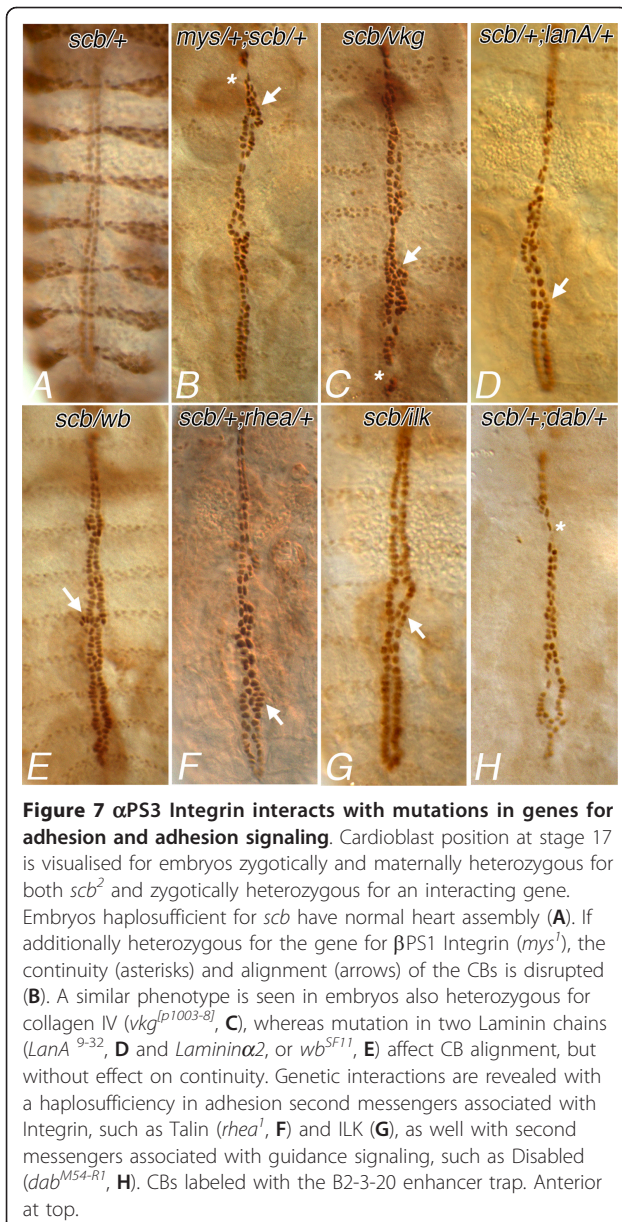 scb/+
mys/+;scb/+
scb/vkg
scb/+;lanA/+
*
*
A
B
C
D
scb/wb
scb/+;rhea/+
scb/ilk
scb/+;dab/+
*
E
F
G
H
Figure 7 αPS3 Integrin interacts with mutations in genes for
adhesion and adhesion signaling. Cardioblast position at stage 17
is visualised for embryos zygotically and maternally heterozygous for
both scb² and zygotically heterozygous for an interacting gene.
Embryos haplosufficient for scb have normal heart assembly (A). If
additionally heterozygous for the gene for βPS1 Integrin (mys¹), the
continuity (asterisks) and alignment (arrows) of the CBs is disrupted
(B). A similar phenotype is seen in embryos also heterozygous for
collagen IV (vkg[p1003-8], C), whereas mutation in two Laminin chains
(LanA 9-32, D and Lamininα2, or wbSF11, E) affect CB alignment, but
without effect on continuity. Genetic interactions are revealed with
a haplosufficiency in adhesion second messengers associated with
Integrin, such as Talin (rhea¹, F) and ILK (G), as well with second
messengers associated with guidance signaling, such as Disabled
(dabM54-R1, H). CBs labeled with the B2-3-20 enhancer trap. Anterior
at top.